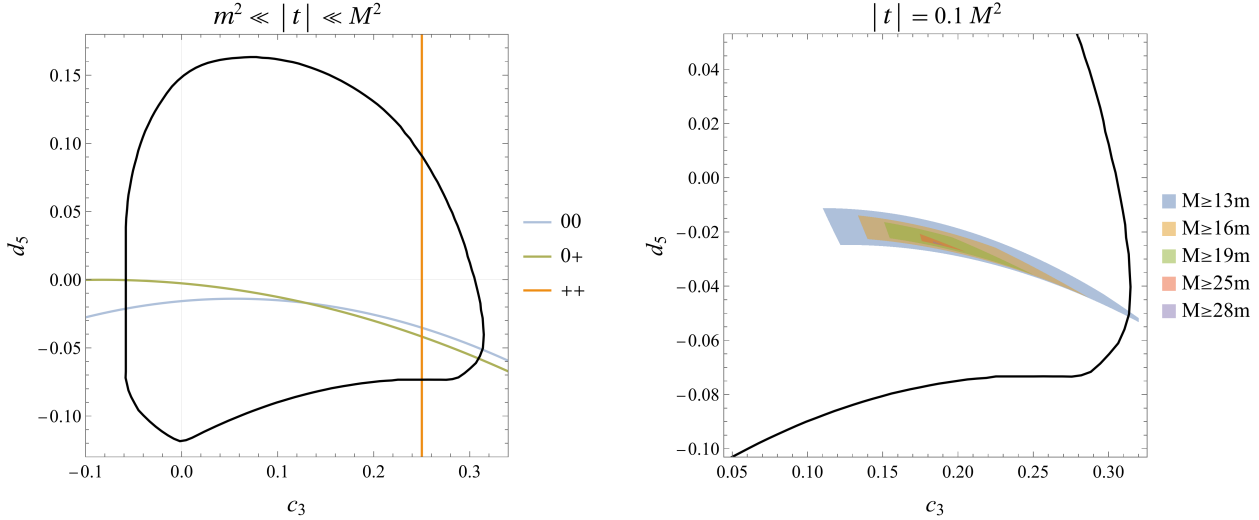 m² ≪ |t| ≪ M²
0.15
0.10
0.05
0.00
−0.05
−0.10
d₅
−0.1
0.0
0.1
0.2
0.3
c₃
00
0+
++
|t| = 0.1 M²
0.04
0.02
0.00
−0.02
−0.04
−0.06
−0.08
−0.10
d₅
0.05
0.10
0.15
0.20
0.25
0.30
c₃
M≥13m
M≥16m
M≥19m
M≥25m
M≥28m